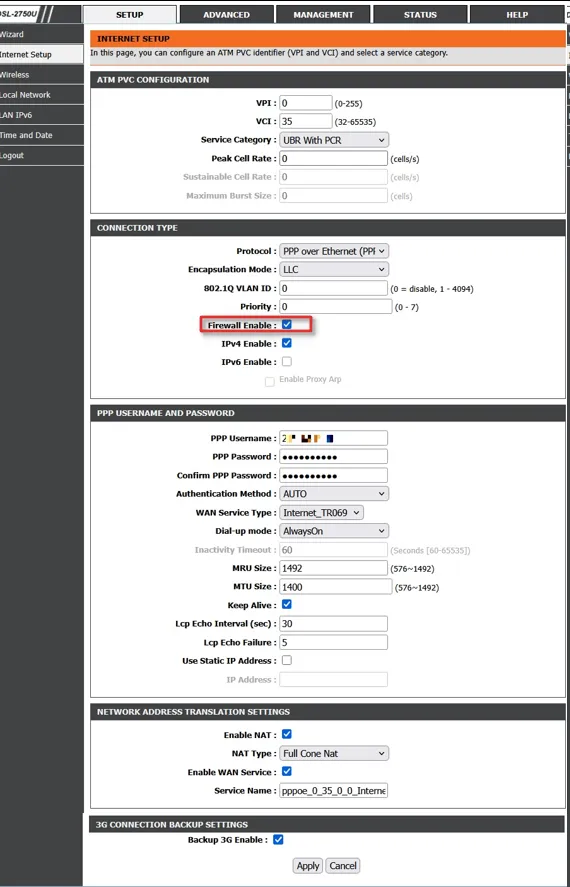 DSL-2750U
SETUP ADVANCED MANAGEMENT STATUS HELP
Wizard
Internet Setup
Wireless
Local Network
LAN IPv6
Time and Date
Logout
INTERNET SETUP
In this page, you can configure an ATM PVC identifier (VPI and VCI) and select a service category.
ATM PVC CONFIGURATION
VPI : 0 (0-255)
VCI : 35 (32-65535)
Service Category : UBR With PCR
Peak Cell Rate : 0 (cells/s)
Sustainable Cell Rate : 0 (cells/s)
Maximum Burst Size : 0 (cells)
CONNECTION TYPE
Protocol : PPP over Ethernet (PPF
Encapsulation Mode : LLC
802.1Q VLAN ID : 0 (0 = disable, 1 - 4094)
Priority : 0 (0 - 7)
Firewall Enable :
IPv4 Enable :
IPv6 Enable :
Enable Proxy Arp
PPP USERNAME AND PASSWORD
PPP Username : 2
PPP Password : ●●●●●●●●●●
Confirm PPP Password : ●●●●●●●●●●
Authentication Method : AUTO
WAN Service Type : Internet_TR069
Dial-up mode : AlwaysOn
Inactivity Timeout : 60 (Seconds [60-65535])
MRU Size : 1492 (576~1492)
MTU Size : 1400 (576~1492)
Keep Alive :
Lcp Echo Interval (sec) : 30
Lcp Echo Failure : 5
Use Static IP Address :
IP Address :
NETWORK ADDRESS TRANSLATION SETTINGS
Enable NAT :
NAT Type : Full Cone Nat
Enable WAN Service :
Service Name : pppoe_0_35_0_0_Interne
3G CONNECTION BACKUP SETTINGS
Backup 3G Enable :
Apply Cancel